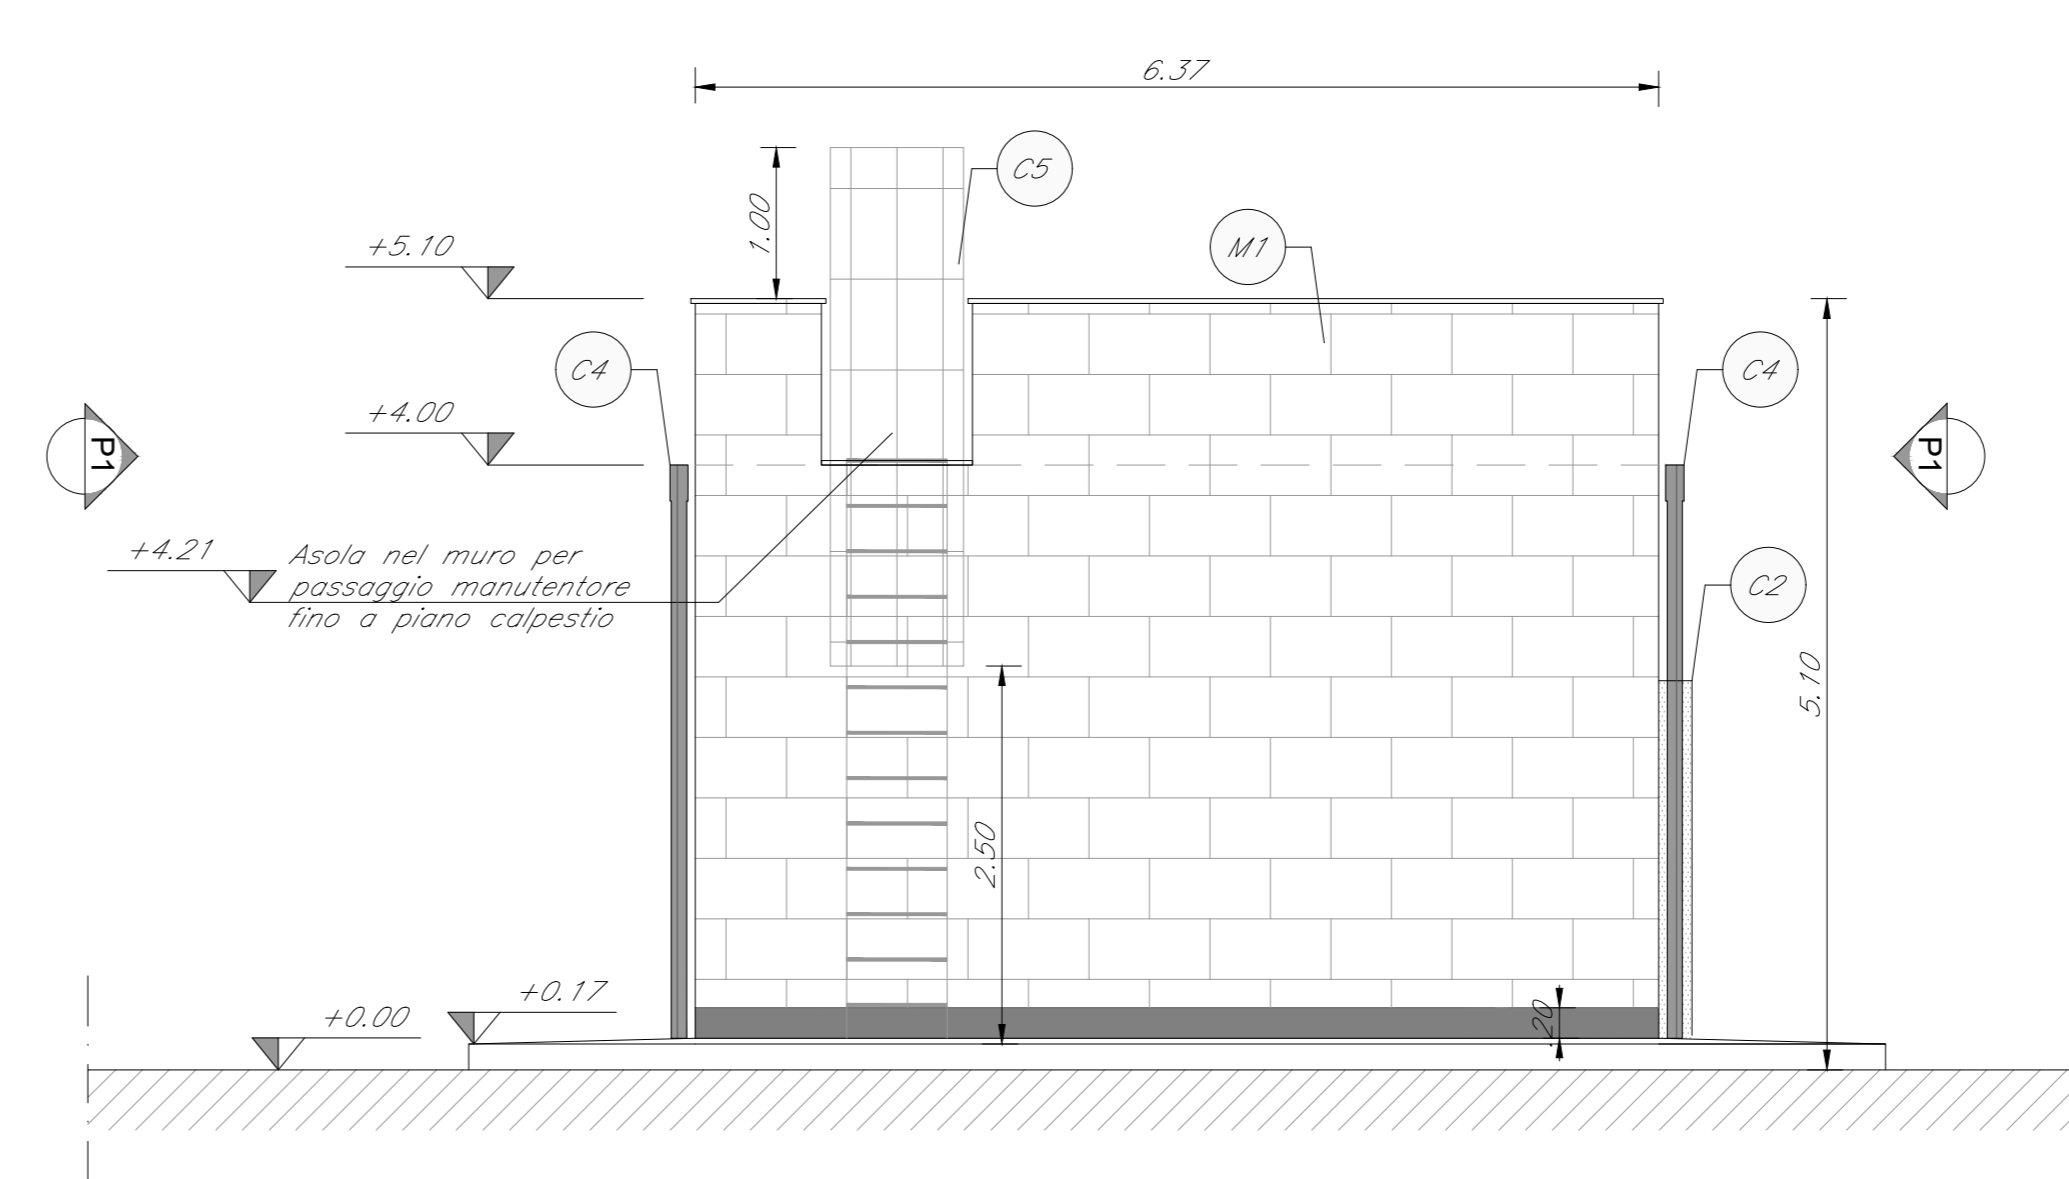 6.37
C5
1.00
M1
+5.10
C4
C4
+4.00
P1
P1
+4.21
Asola nel muro per
passaggio manutentore
fino a piano calpestio
C2
5.10
2.50
+0.17
+0.00
.20